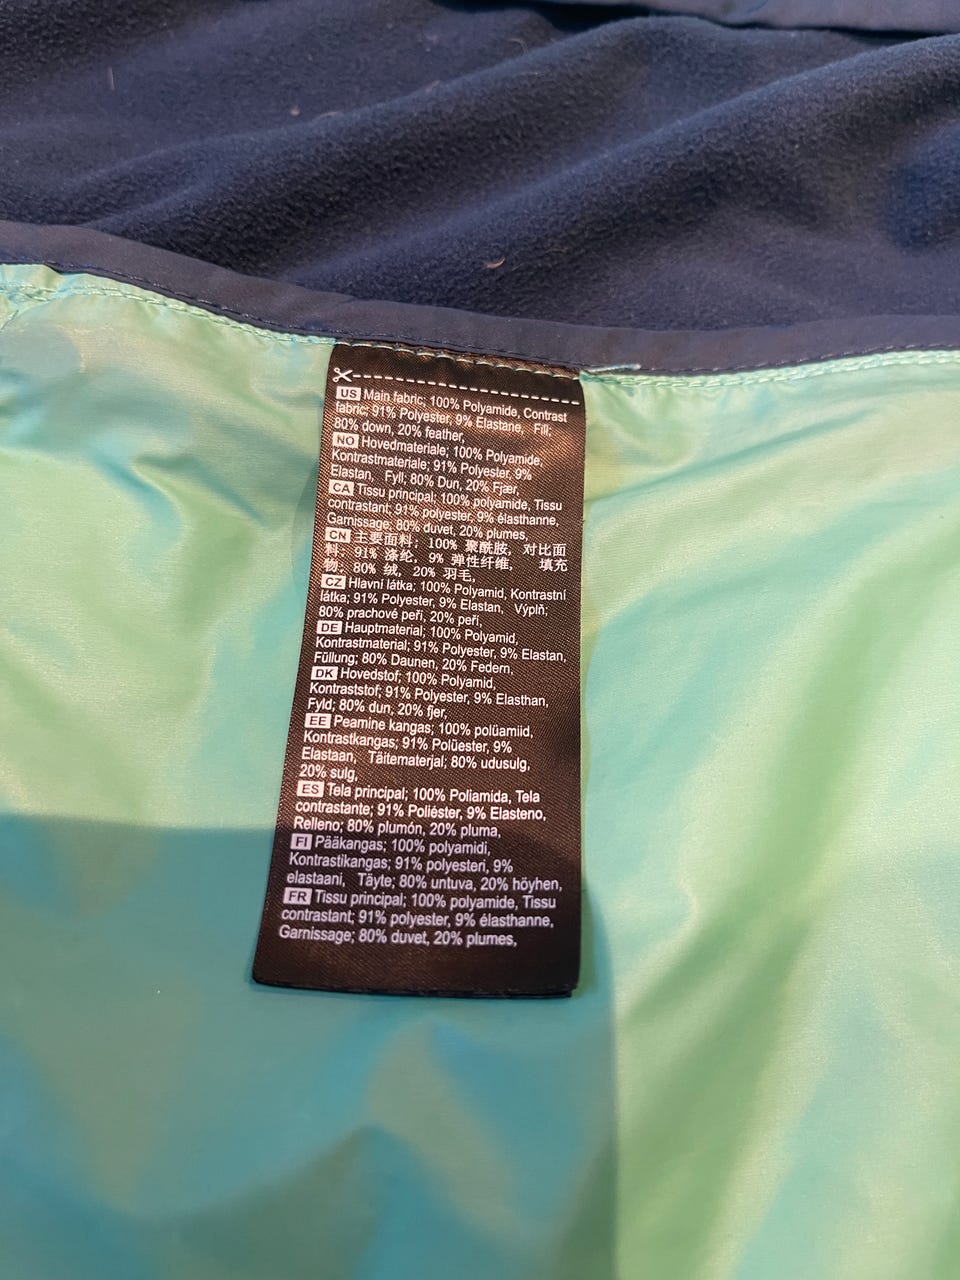 US Main fabric; 100% Polyamide, Contrast
fabric; 91% Polyester, 9% Elastane, Fill;
80% down, 20% feather,
NO Hovedmateriale; 100% Polyamide,
Kontrastmateriale; 91% Polyester, 9%
Elastan, Fyll; 80% Dun, 20% Fjær,
CA Tissu principal; 100% polyamide, Tissu
contrastant; 91% polyester, 9% élasthanne,
Garnissage; 80% duvet, 20% plumes,
CN 主要面料; 100% 聚酰胺, 对比面
料; 91% 涤纶, 9% 弹性纤维, 填充
物; 80% 绒, 20% 羽毛,
CZ Hlavní látka; 100% Polyamid, Kontrastní
látka; 91% Polyester, 9% Elastan, Výplň;
80% prachové peří, 20% peří,
DE Hauptmaterial; 100% Polyamid,
Kontrastmaterial; 91% Polyester, 9% Elastan,
Füllung; 80% Daunen, 20% Federn,
DK Hovedstof; 100% Polyamid,
Kontraststof; 91% Polyester, 9% Elasthan,
Fyld; 80% dun, 20% fjer,
EE Peamine kangas; 100% polüamiid,
Kontrastkangas; 91% Polüester, 9%
Elastaan, Täitematerjal; 80% udusulg,
20% sulg,
ES Tela principal; 100% Poliamida, Tela
contrastante; 91% Poliéster, 9% Elasteno,
Relleno; 80% plumón, 20% pluma,
FI Pääkangas; 100% polyamidi,
Kontrastikangas; 91% polyesteri, 9%
elastaani, Täyte; 80% untuva, 20% höyhen,
FR Tissu principal; 100% polyamide, Tissu
contrastant; 91% polyester, 9% élasthanne,
Garnissage; 80% duvet, 20% plumes,